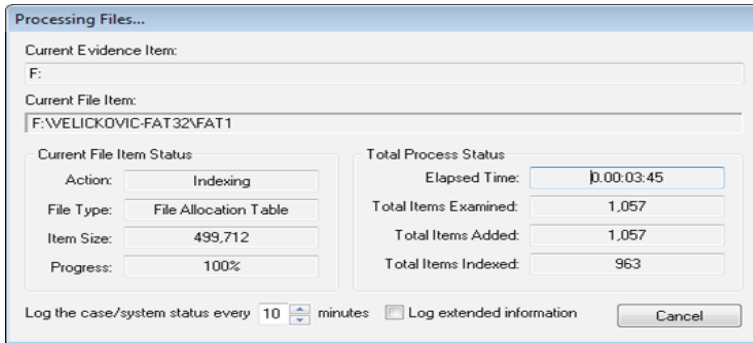 Processing Files...
Current Evidence Item:
F:
Current File Item:
F:\VELICKOVIC-FAT32\FAT1
Current File Item Status
Action: Indexing
File Type: File Allocation Table
Item Size: 499,712
Progress: 100%
Total Process Status
Elapsed Time: 0.00:03:45
Total Items Examined: 1,057
Total Items Added: 1,057
Total Items Indexed: 963
Log the case/system status every 10 minutes
Log extended information
Cancel